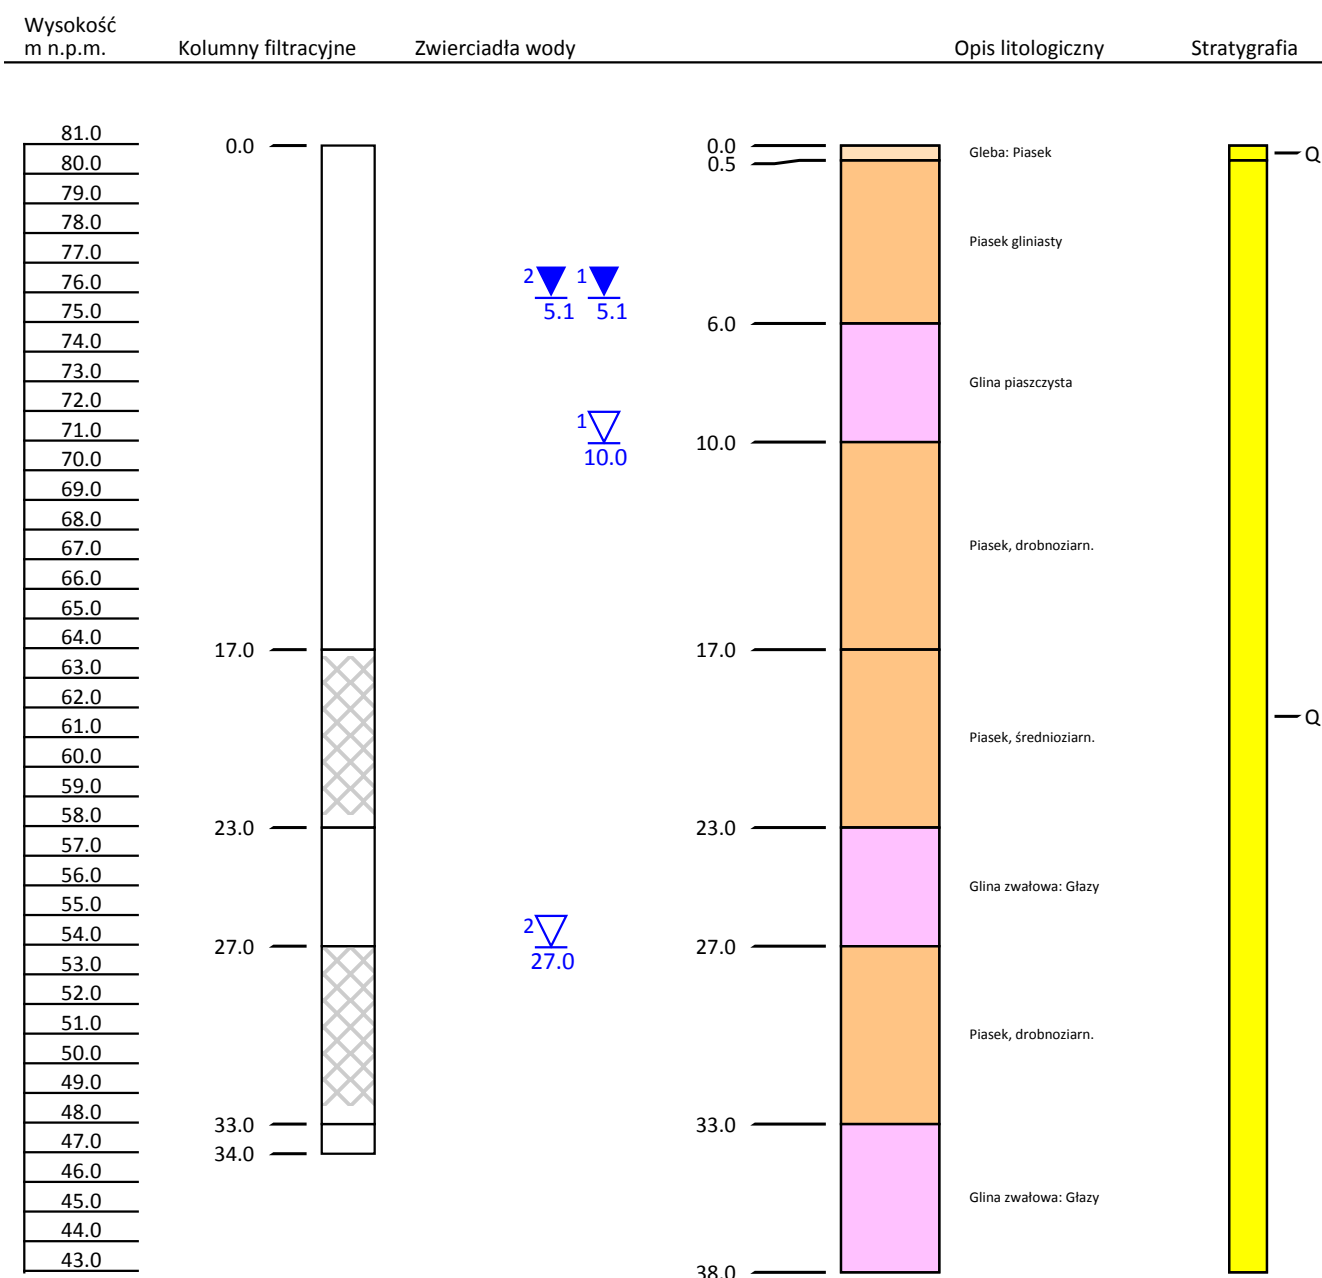 Wysokość
m n.p.m. Kolumny filtracyjne Zwierciadła wody Opis litologiczny Stratygrafia
81.0
0.0 0.0 Gleba: Piasek Q
80.0 0.5
79.0
78.0
77.0 Piasek gliniasty
76.0 2 1
75.0 5.1 5.1
6.0
74.0
73.0
72.0 Glina piaszczysta
71.0 1
10.0
70.0 10.0
69.0
68.0
67.0 Piasek, drobnoziarn.
66.0
65.0
64.0
17.0 17.0
63.0
62.0
61.0 Q
60.0 Piasek, średnioziarn.
59.0
58.0
23.0 23.0
57.0
56.0 Glina zwałowa: Głazy
55.0
54.0 2
27.0 27.0
53.0 27.0
52.0
51.0
50.0 Piasek, drobnoziarn.
49.0
48.0
33.0 33.0
47.0
34.0
46.0
45.0 Glina zwałowa: Głazy
44.0
43.0
38.0